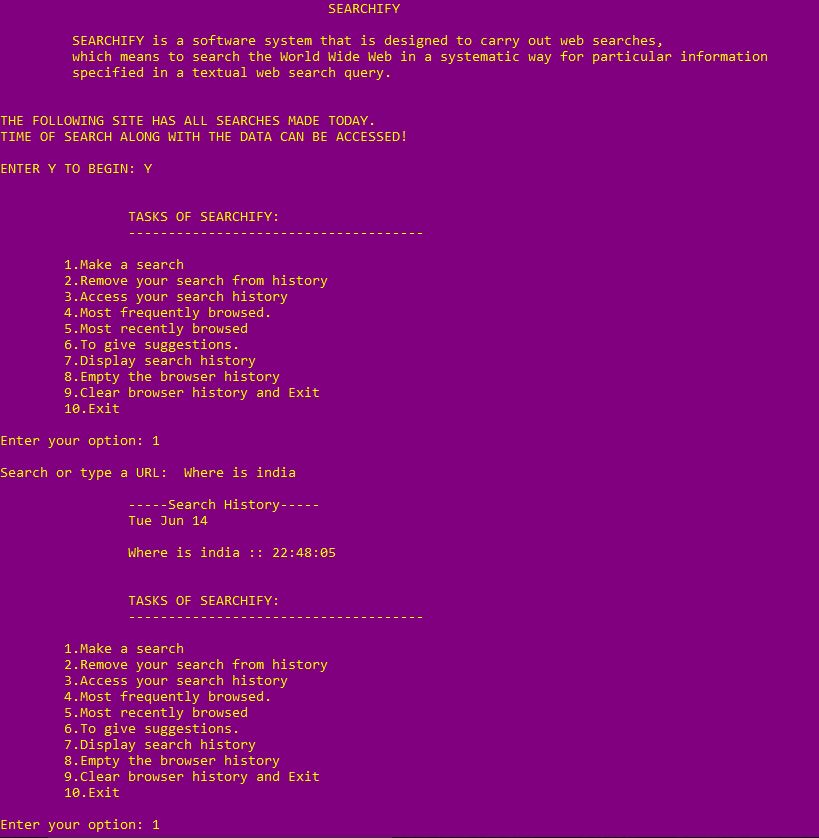 SEARCHIFY
SEARCHIFY is a software system that is designed to carry out web searches,
which means to search the World Wide Web in a systematic way for particular information
specified in a textual web search query.
THE FOLLOWING SITE HAS ALL SEARCHES MADE TODAY.
TIME OF SEARCH ALONG WITH THE DATA CAN BE ACCESSED!
ENTER Y TO BEGIN: Y
TASKS OF SEARCHIFY:
-------------------------------------
1.Make a search
2.Remove your search from history
3.Access your search history
4.Most frequently browsed.
5.Most recently browsed
6.To give suggestions.
7.Display search history
8.Empty the browser history
9.Clear browser history and Exit
10.Exit
Enter your option: 1
Search or type a URL:  Where is india
-----Search History-----
Tue Jun 14
Where is india :: 22:48:05
TASKS OF SEARCHIFY:
-------------------------------------
1.Make a search
2.Remove your search from history
3.Access your search history
4.Most frequently browsed.
5.Most recently browsed
6.To give suggestions.
7.Display search history
8.Empty the browser history
9.Clear browser history and Exit
10.Exit
Enter your option: 1